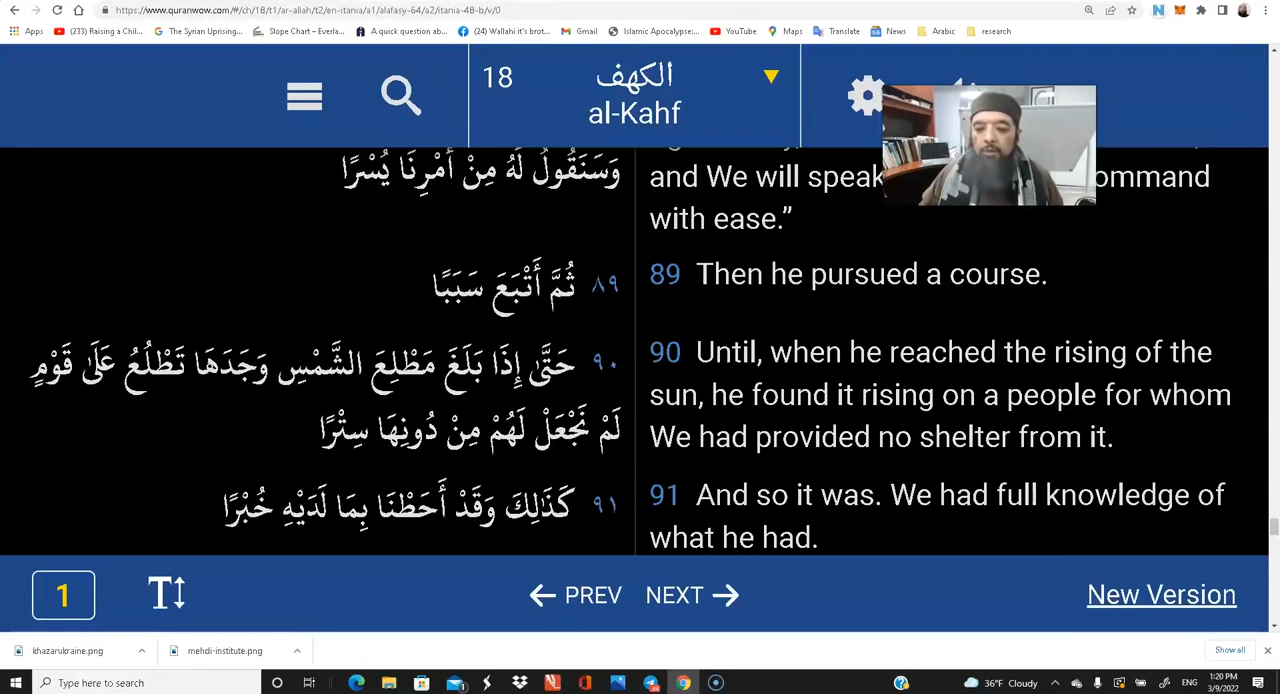 https://www.quranwow.com/#/ch/18/t1/ar-allah/t2/en-itania/a1/alafasy-64/a2/itania-48-b/v/0
Apps (233) Raising a Chil... The Syrian Uprising... Slope Chart – Everla... A quick question ab... (24) Wallahi it's brot... Gmail Islamic Apocalypse:... YouTube Maps Translate News Arabic research
18 الكهف
al-Kahf
وَسَنَقُولُ لَهُ مِنْ أَمْرِنَا يُسْرًا
and We will speak ommand
with ease.”
٨٩ ثُمَّ أَتْبَعَ سَبَبًا
89 Then he pursued a course.
٩٠ حَتَّىٰ إِذَا بَلَغَ مَطْلِعَ الشَّمْسِ وَجَدَهَا تَطْلُعُ عَلَىٰ قَوْمٍ
لَمْ نَجْعَلْ لَهُمْ مِنْ دُونِهَا سِتْرًا
90 Until, when he reached the rising of the
sun, he found it rising on a people for whom
We had provided no shelter from it.
٩١ كَذَٰلِكَ وَقَدْ أَحَطْنَا بِمَا لَدَيْهِ خُبْرًا
91 And so it was. We had full knowledge of
what he had.
1 T PREV NEXT New Version
khazarukraine.png mehdi-institute.png Show all
Type here to search 36°F Cloudy ENG 1:20 PM
3/9/2022